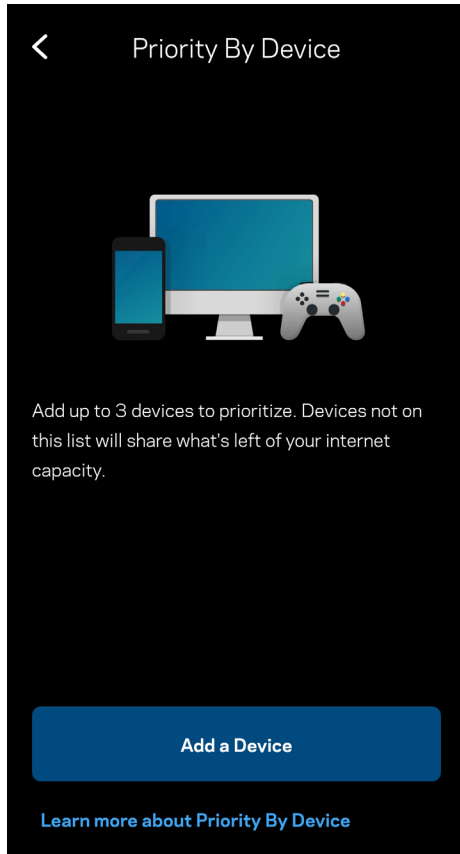 Priority By Device
Add up to 3 devices to prioritize. Devices not on
this list will share what's left of your internet
capacity.
Add a Device
Learn more about Priority By Device